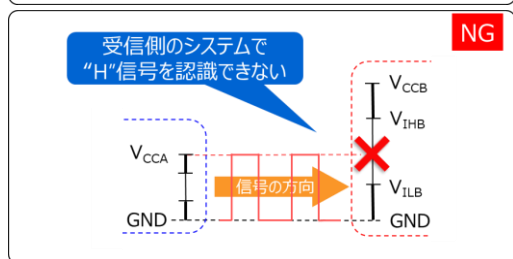 受信側のシステムで
“H”信号を認識できない
NG
VCCB
VIHB
VCCA
信号の方向
VILB
GND
GND